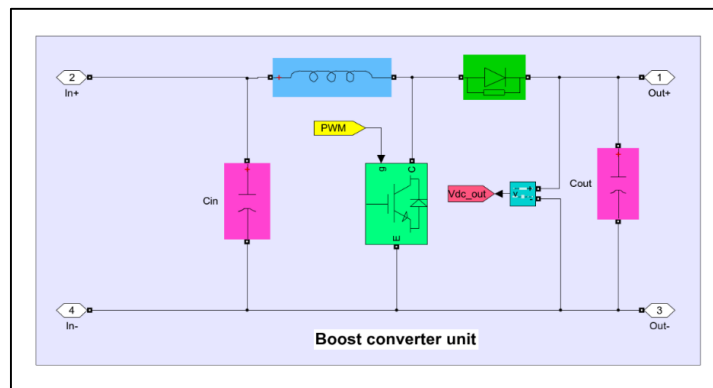 2
In+
1
Out+
PWM
g
C
Cin
E
Vdc_out
v
+
-
Cout
4
In-
3
Out-
Boost converter unit